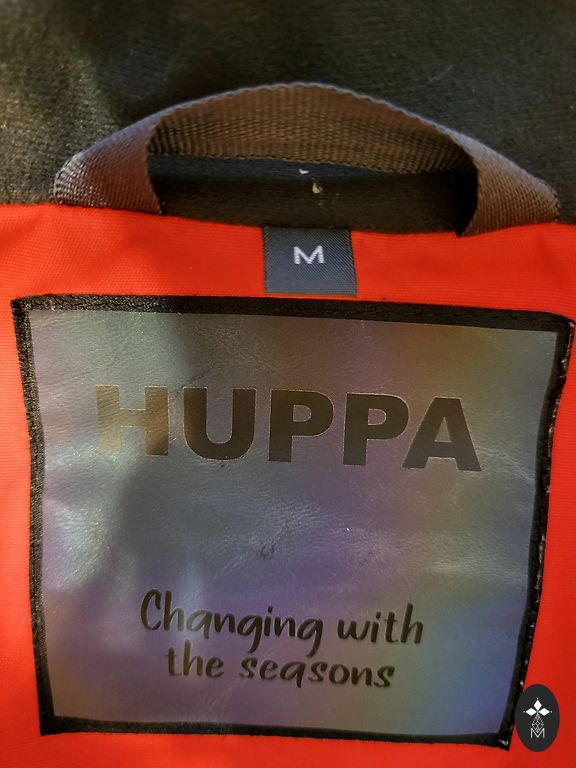 M
HUPPA
Changing with
the seasons
M